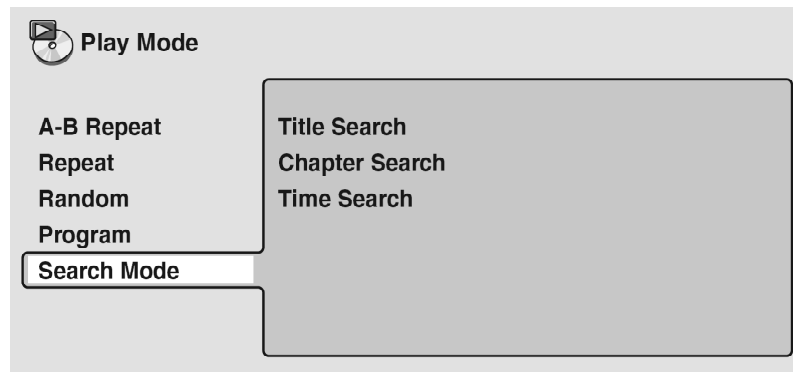 Play Mode
A-B Repeat
Repeat
Random
Program
Search Mode
Title Search
Chapter Search
Time Search